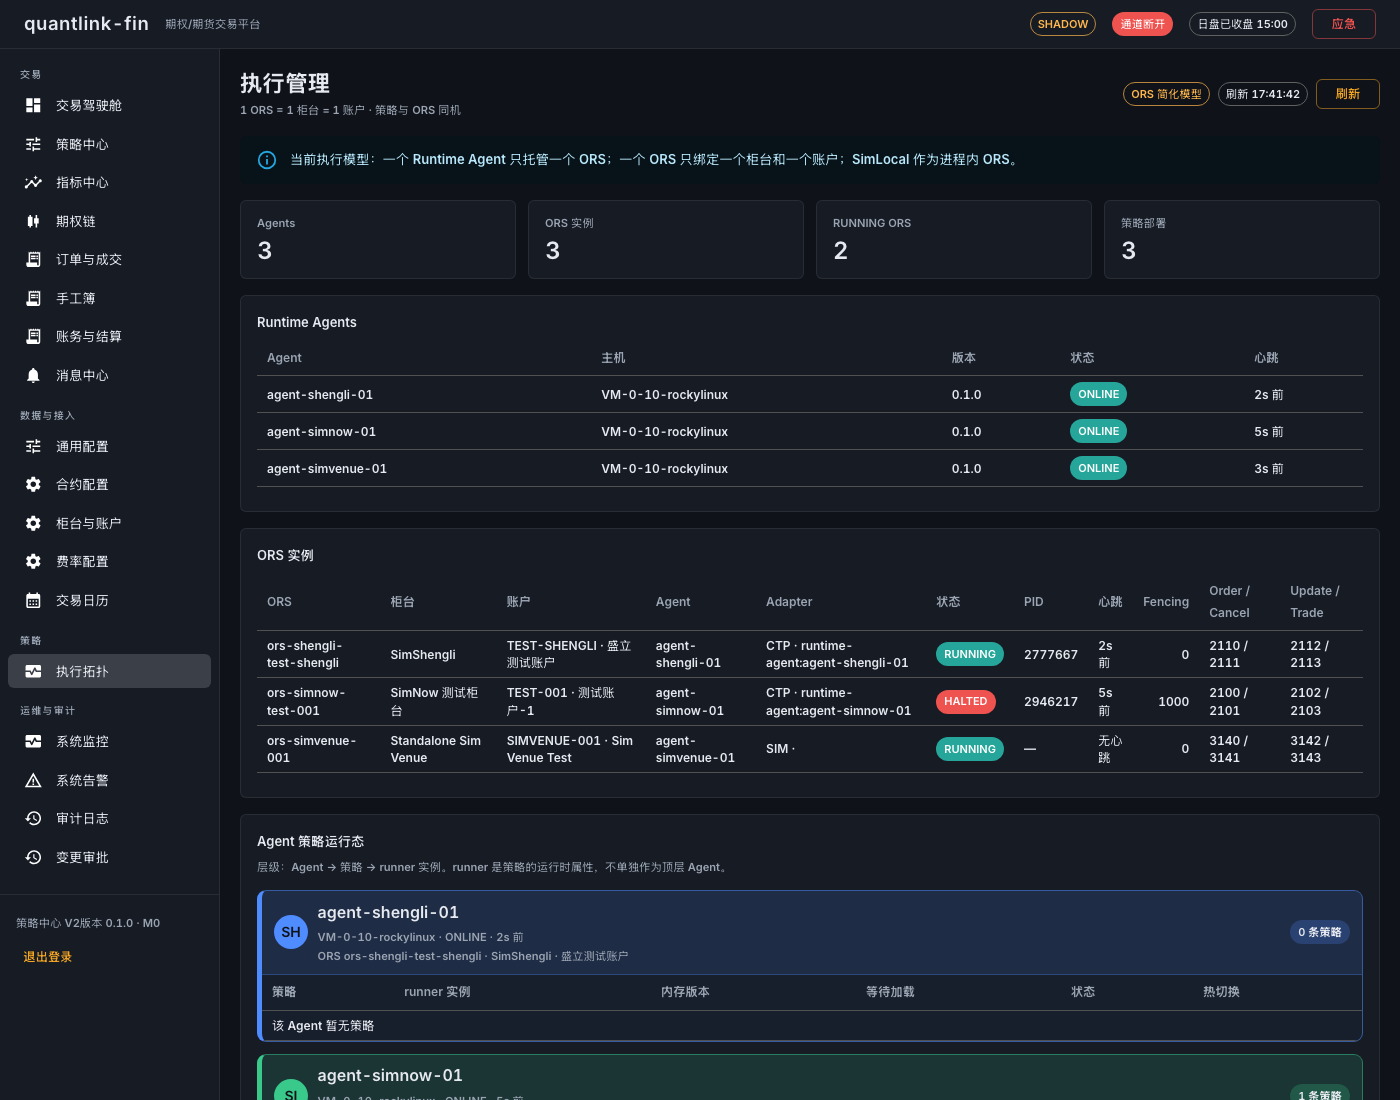 quantlink-fin 期权/期货交易平台 SHADOW 通道断开 日盘已收盘 15:00 应急
交易
交易驾驶舱
策略中心
指标中心
期权链
订单与成交
手工簿
账务与结算
消息中心
数据与接入
通用配置
合约配置
柜台与账户
费率配置
交易日历
策略
执行拓扑
运维与审计
系统监控
系统告警
审计日志
变更审批
策略中心 V2版本 0.1.0 · M0
退出登录
执行管理
1 ORS = 1 柜台 = 1 账户 · 策略与 ORS 同机
ORS 简化模型 刷新 17:41:42 刷新
当前执行模型：一个 Runtime Agent 只托管一个 ORS；一个 ORS 只绑定一个柜台和一个账户；SimLocal 作为进程内 ORS。
Agents
3
ORS 实例
3
RUNNING ORS
2
策略部署
3
Runtime Agents
Agent 主机 版本 状态 心跳
agent-shengli-01 VM-0-10-rockylinux 0.1.0 ONLINE 2s 前
agent-simnow-01 VM-0-10-rockylinux 0.1.0 ONLINE 5s 前
agent-simvenue-01 VM-0-10-rockylinux 0.1.0 ONLINE 3s 前
ORS 实例
ORS 柜台 账户 Agent Adapter 状态 PID 心跳 Fencing Order / Cancel Update / Trade
ors-shengli-test-shengli SimShengli TEST-SHENGLI · 盛立测试账户 agent-shengli-01 CTP · runtime-agent:agent-shengli-01 RUNNING 2777667 2s 前 0 2110 / 2111 2112 / 2113
ors-simnow-test-001 SimNow 测试柜台 TEST-001 · 测试账户-1 agent-simnow-01 CTP · runtime-agent:agent-simnow-01 HALTED 2946217 5s 前 1000 2100 / 2101 2102 / 2103
ors-simvenue-001 Standalone Sim Venue SIMVENUE-001 · Sim Venue Test agent-simvenue-01 SIM · RUNNING — 无心跳 0 3140 / 3141 3142 / 3143
Agent 策略运行态
层级：Agent → 策略 → runner 实例。runner 是策略的运行时属性，不单独作为顶层 Agent。
SH
agent-shengli-01
VM-0-10-rockylinux · ONLINE · 2s 前
ORS ors-shengli-test-shengli · SimShengli · 盛立测试账户
0 条策略
策略 runner 实例 内存版本 等待加载 状态 热切换
该 Agent 暂无策略
SI
agent-simnow-01
VM-0-10-rockylinux · ONLINE · 5s 前
1 条策略